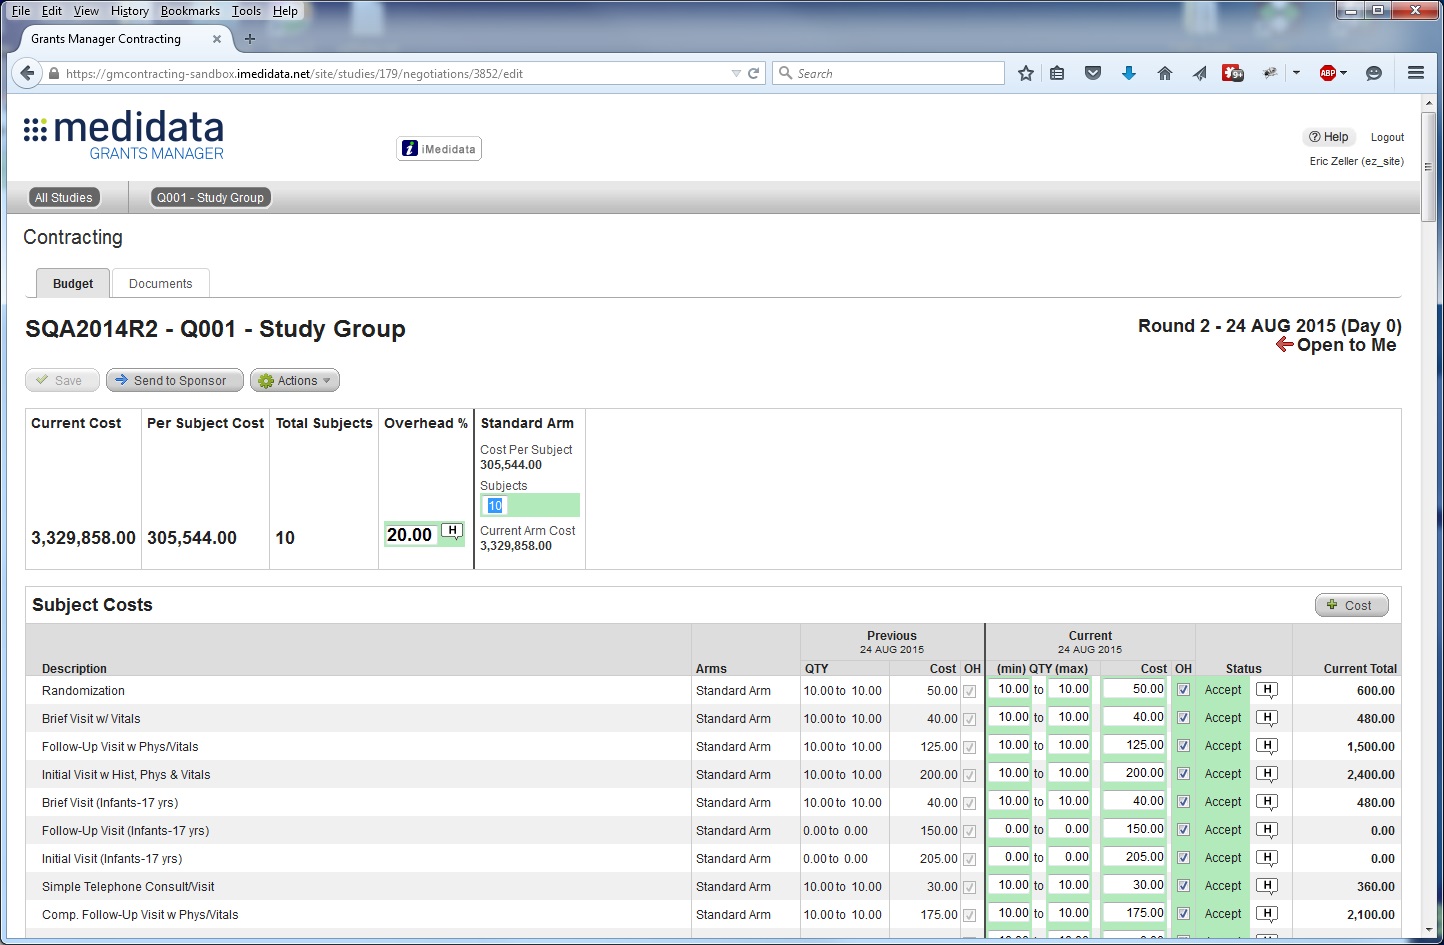 File Edit View History Bookmarks Tools Help
Grants Manager Contracting
https://gmcontracting-sandbox.imedidata.net/site/studies/179/negotiations/3852/edit
Search
9+
ABP
medidata
GRANTS MANAGER
iMedidata
Help Logout
Eric Zeller (ez_site)
All Studies Q001 - Study Group
Contracting
Budget Documents
SQA2014R2 - Q001 - Study Group
Round 2 - 24 AUG 2015 (Day 0)
Open to Me
Save Send to Sponsor Actions
Current Cost Per Subject Cost Total Subjects Overhead % Standard Arm
Cost Per Subject
305,544.00
Subjects
10
3,329,858.00 305,544.00 10 20.00 H
Current Arm Cost
3,329,858.00
Subject Costs Cost
Previous Current
24 AUG 2015 24 AUG 2015
Description Arms QTY Cost OH (min) QTY (max) Cost OH Status Current Total
Randomization Standard Arm 10.00 to 10.00 50.00 10.00 to 10.00 50.00 Accept H 600.00
Brief Visit w/ Vitals Standard Arm 10.00 to 10.00 40.00 10.00 to 10.00 40.00 Accept H 480.00
Follow-Up Visit w Phys/Vitals Standard Arm 10.00 to 10.00 125.00 10.00 to 10.00 125.00 Accept H 1,500.00
Initial Visit w Hist, Phys & Vitals Standard Arm 10.00 to 10.00 200.00 10.00 to 10.00 200.00 Accept H 2,400.00
Brief Visit (Infants-17 yrs) Standard Arm 10.00 to 10.00 40.00 10.00 to 10.00 40.00 Accept H 480.00
Follow-Up Visit (Infants-17 yrs) Standard Arm 0.00 to 0.00 150.00 0.00 to 0.00 150.00 Accept H 0.00
Initial Visit (Infants-17 yrs) Standard Arm 0.00 to 0.00 205.00 0.00 to 0.00 205.00 Accept H 0.00
Simple Telephone Consult/Visit Standard Arm 10.00 to 10.00 30.00 10.00 to 10.00 30.00 Accept H 360.00
Comp. Follow-Up Visit w Phys/Vitals Standard Arm 10.00 to 10.00 175.00 10.00 to 10.00 175.00 Accept H 2,100.00